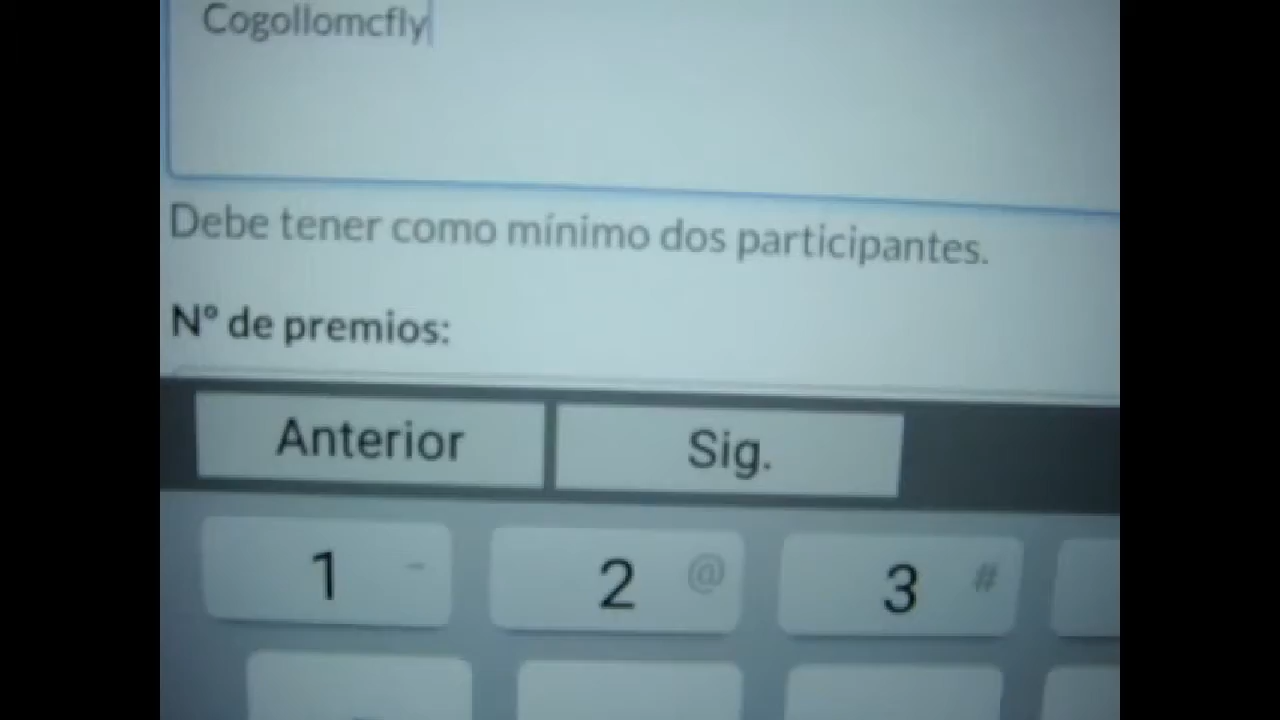 Cogollomcfly
Debe tener como mínimo dos participantes.
Nº de premios:
Anterior Sig.
1 - 2 @ 3 #